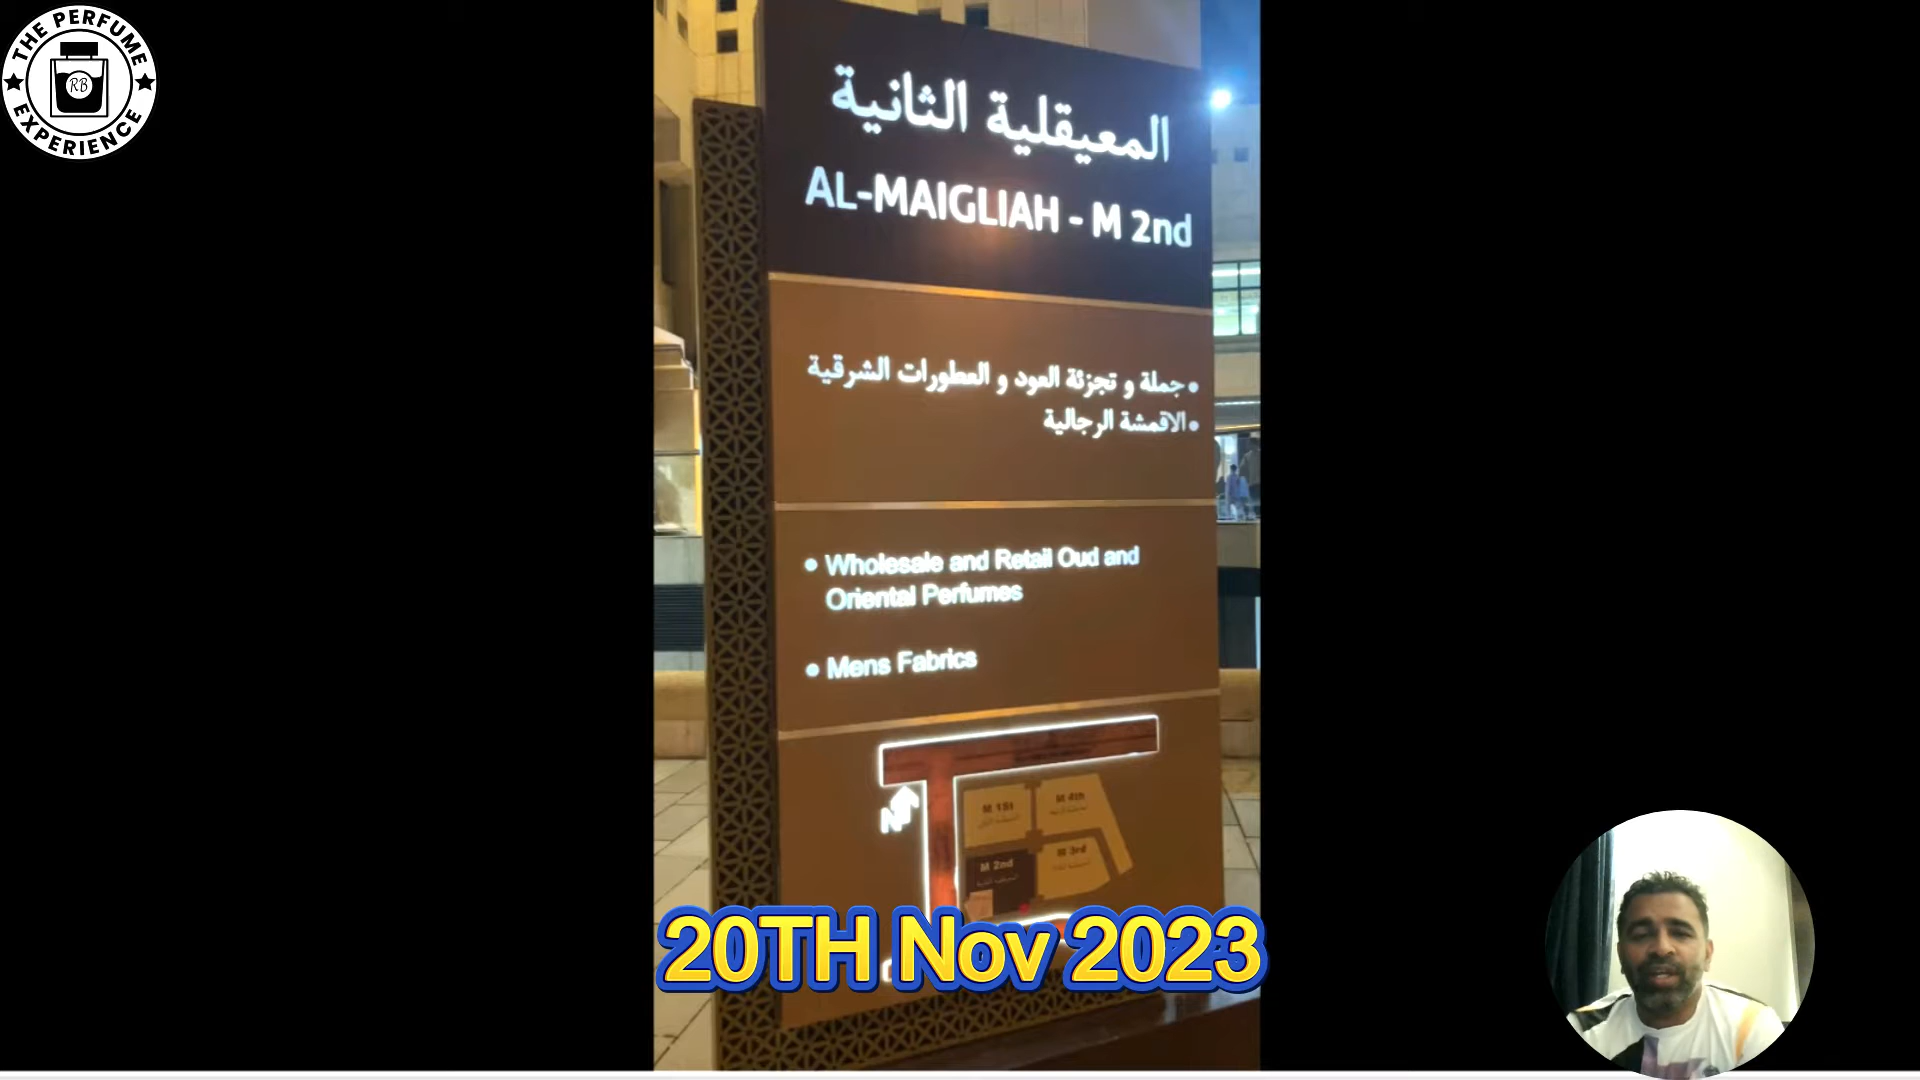 THE PERFUME
RB
EXPERIENCE
المعيقلية الثانية
AL-MAIGLIAH - M 2nd
• جملة و تجزئة العود و العطورات الشرقية
• الاقمشة الرجالية
• Wholesale and Retail Oud and
Oriental Perfumes
• Mens Fabrics
N
M 1St
M 4th
M 2nd
M 3rd
20TH Nov 2023